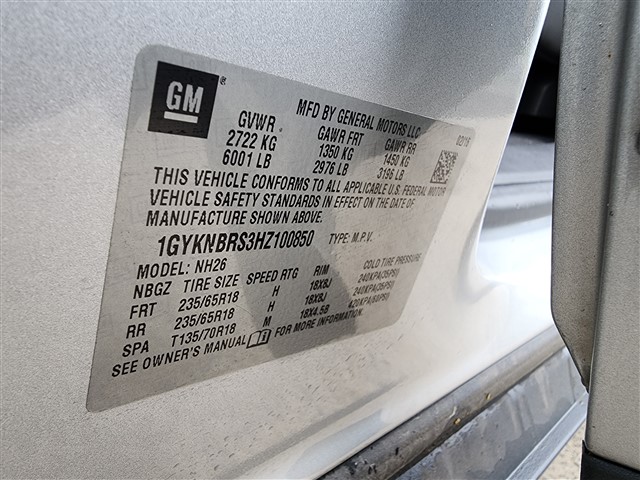 GM ®
MFD BY GENERAL MOTORS LLC 02/16
GVWR GAWR FRT GAWR RR
2722 KG 1350 KG 1450 KG
6001 LB 2976 LB 3196 LB
THIS VEHICLE CONFORMS TO ALL APPLICABLE U.S. FEDERAL MOTOR
VEHICLE SAFETY STANDARDS IN EFFECT ON THE DATE OF
MANUFACTURE SHOWN ABOVE.
1GYKNBRS3HZ100850 TYPE: M.P.V.
MODEL: NH26
NBGZ TIRE SIZE SPEED RTG RIM COLD TIRE PRESSURE
FRT 235/65R18 H 18X8J 240KPA(35PSI)
RR 235/65R18 H 18X8J 240KPA(35PSI)
SPA T135/70R18 M 18X4.5B 420KPA(60PSI)
SEE OWNER'S MANUAL FOR MORE INFORMATION.